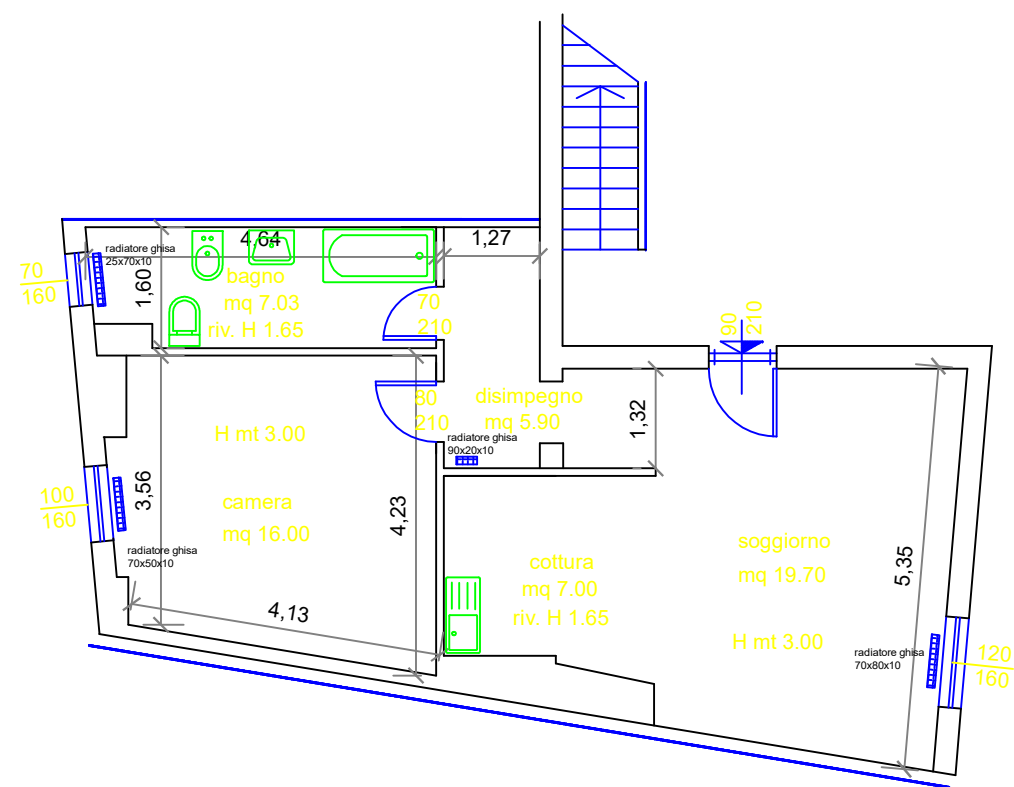 4,64
1,27
radiatore ghisa
25x70x10
70
160
1,60
bagno
mq 7.03
riv. H 1.65
70
210
90
210
80
210
disimpegno
mq 5.90
radiatore ghisa
90x20x10
1,32
H mt 3.00
100
160
3,56
camera
mq 16.00
4,23
radiatore ghisa
70x50x10
4,13
cottura
mq 7.00
riv. H 1.65
soggiorno
mq 19.70
5,35
H mt 3.00
radiatore ghisa
70x80x10
120
160